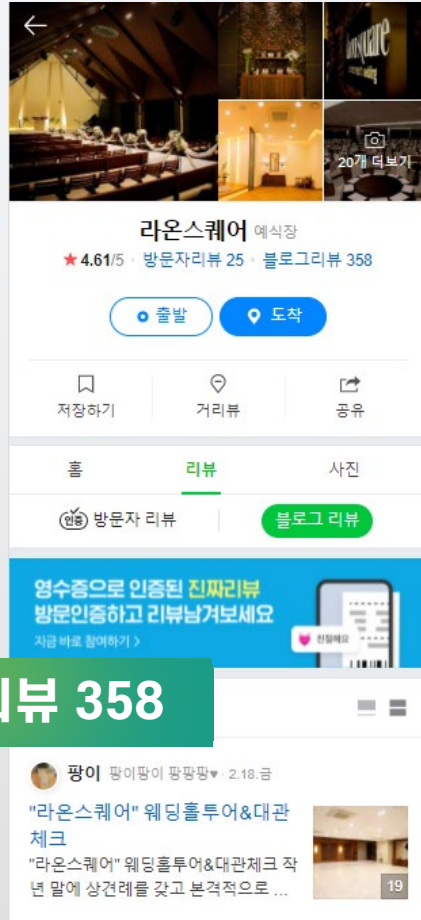 square
20개 더보기
라온스퀘어 예식장
★ 4.61/5 · 방문자리뷰 25 · 블로그리뷰 358
출발 도착
저장하기 거리뷰 공유
홈 리뷰 사진
인증 방문자 리뷰 블로그 리뷰
영수증으로 인증된 진짜리뷰
방문인증하고 리뷰남겨보세요
지금 바로 참여하기 >
친절해요
리뷰 358
팡이 팡이팡이 팡팡팡♥ · 2.18.금
"라온스퀘어" 웨딩홀투어&대관
체크
"라온스퀘어" 웨딩홀투어&대관체크 작
년 말에 상견례를 갖고 본격적으로 ...
19